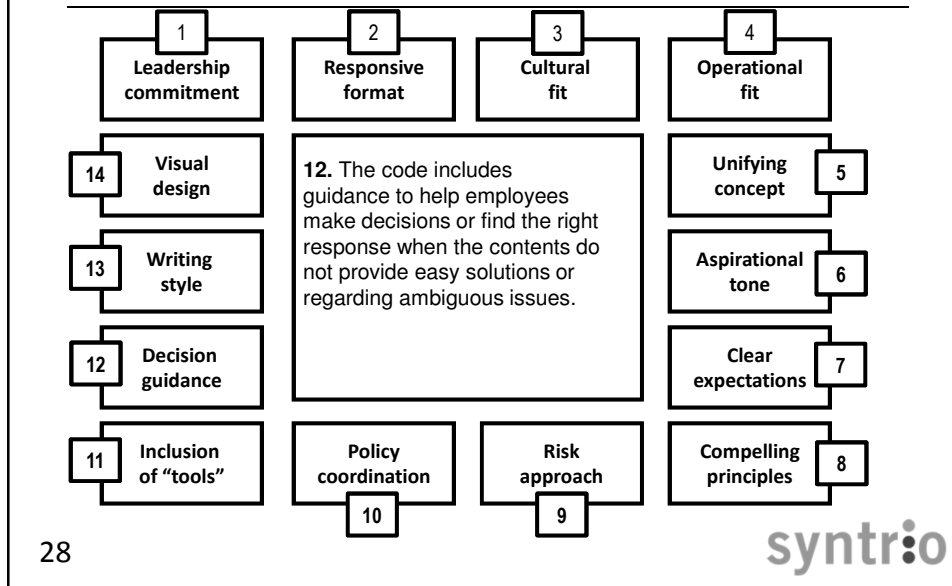 1
Leadership
commitment
2
Responsive
format
3
Cultural
fit
4
Operational
fit
14
Visual
design
12. The code includes
guidance to help employees
make decisions or find the right
response when the contents do
not provide easy solutions or
regarding ambiguous issues.
Unifying
concept
5
13
Writing
style
Aspirational
tone
6
12
Decision
guidance
Clear
expectations
7
11
Inclusion
of “tools”
Policy
coordination
10
Risk
approach
9
Compelling
principles
8
28
syntrio